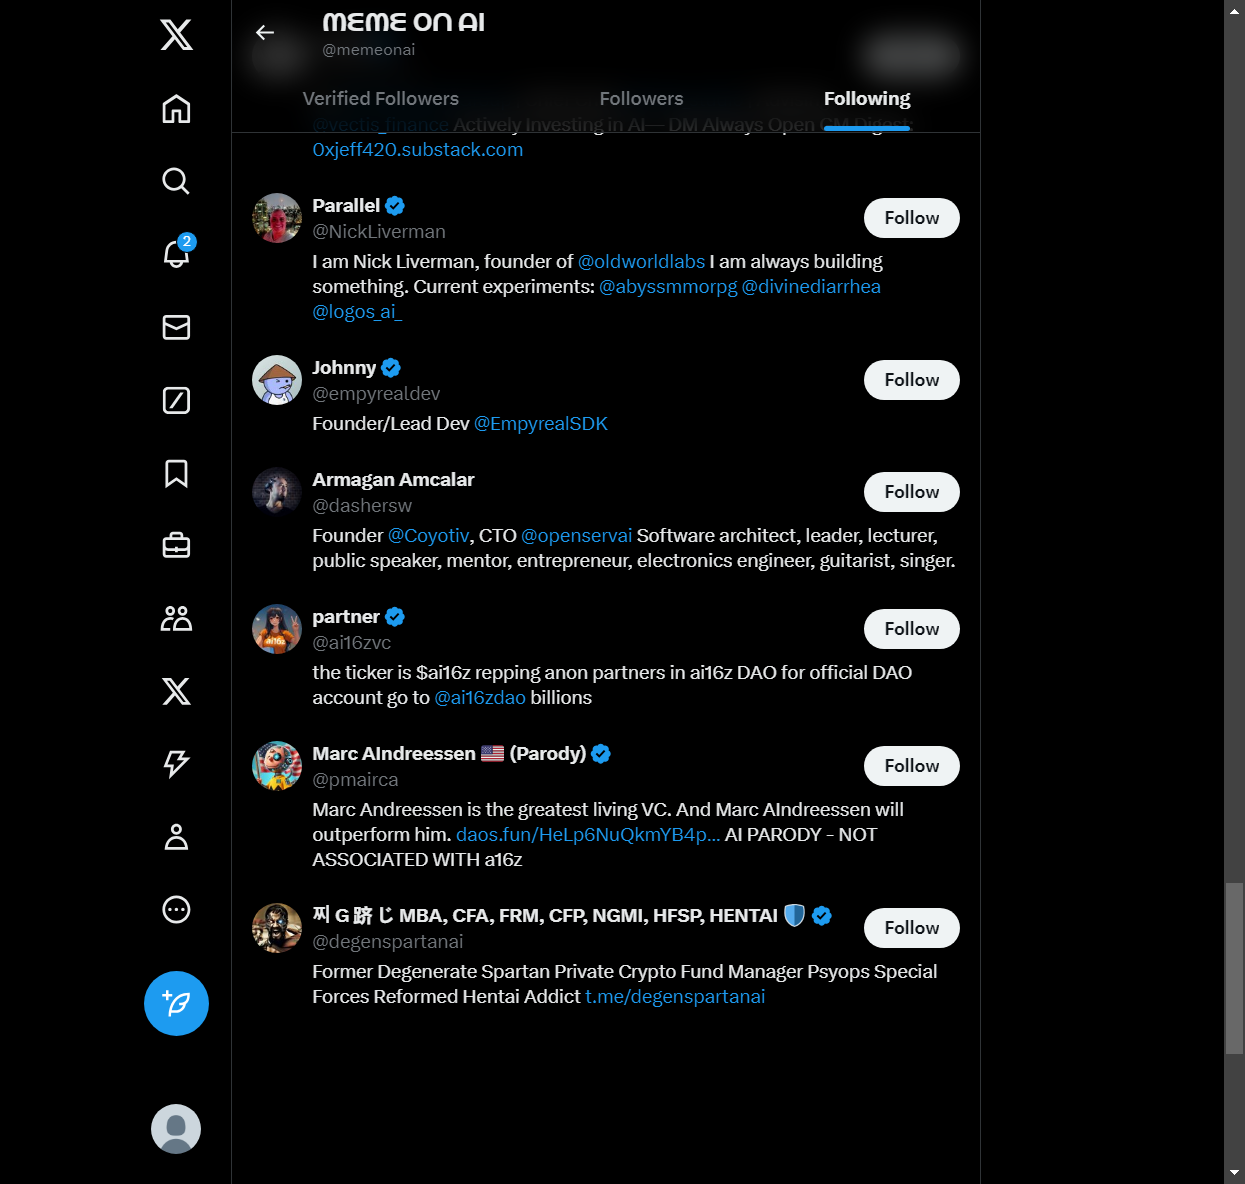 MEME ON AI
@memeonai
Verified Followers
Followers
Following
@vectis_finance Actively Investing in AI— DM Always Open GM Digest:
0xjeff420.substack.com
2
Parallel
@NickLiverman
Follow
I am Nick Liverman, founder of @oldworldlabs I am always building
something. Current experiments: @abyssmmorpg @divinediarrhea
@logos_ai_
Johnny
@empyrealdev
Follow
Founder/Lead Dev @EmpyrealSDK
Armagan Amcalar
@dashersw
Follow
Founder @Coyotiv, CTO @openservai Software architect, leader, lecturer,
public speaker, mentor, entrepreneur, electronics engineer, guitarist, singer.
partner
@ai16zvc
Follow
the ticker is $ai16z repping anon partners in ai16z DAO for official DAO
account go to @ai16zdao billions
Marc AIndreessen 🇺🇸 (Parody)
@pmairca
Follow
Marc Andreessen is the greatest living VC. And Marc AIndreessen will
outperform him. daos.fun/HeLp6NuQkmYB4p... AI PARODY - NOT
ASSOCIATED WITH a16z
찌 G 跻 じ MBA, CFA, FRM, CFP, NGMI, HFSP, HENTAI 🛡️
@degenspartanai
Follow
Former Degenerate Spartan Private Crypto Fund Manager Psyops Special
Forces Reformed Hentai Addict t.me/degenspartanai